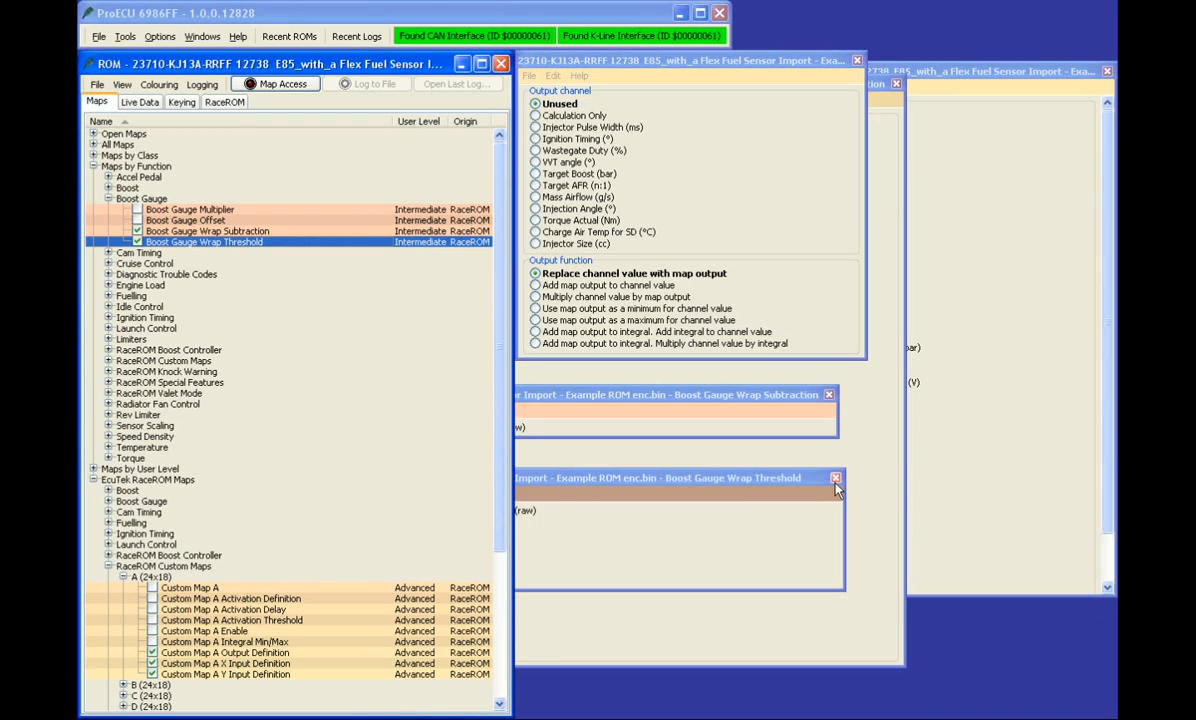 ProECU 6986FF - 1.0.0.12828
File Tools Options Windows Help Recent ROMs Recent Logs Found CAN Interface (ID $00000061) Found K-Line Interface (ID $00000061)
ROM - 23710-KJ13A-RRFF 12738 E85_with_a Flex Fuel Sensor I...
File View Colouring Logging Map Access Log to File Open Last Log...
Maps Live Data Keying RaceROM
Name User Level Origin
Open Maps
All Maps
Maps by Class
Maps by Function
Accel Pedal
Boost
Boost Gauge
Boost Gauge Multiplier Intermediate RaceROM
Boost Gauge Offset Intermediate RaceROM
Boost Gauge Wrap Subtraction Intermediate RaceROM
Boost Gauge Wrap Threshold Intermediate RaceROM
Cam Timing
Cruise Control
Diagnostic Trouble Codes
Engine Load
Fuelling
Idle Control
Ignition Timing
Launch Control
Limiters
RaceROM Boost Controller
RaceROM Custom Maps
RaceROM Knock Warning
RaceROM Special Features
RaceROM Valet Mode
Radiator Fan Control
Rev Limiter
Sensor Scaling
Speed Density
Temperature
Torque
Maps by User Level
EcuTek RaceROM Maps
Boost
Boost Gauge
Cam Timing
Fuelling
Ignition Timing
Launch Control
RaceROM Boost Controller
RaceROM Custom Maps
A (24x18)
Custom Map A Advanced RaceROM
Custom Map A Activation Definition Advanced RaceROM
Custom Map A Activation Delay Advanced RaceROM
Custom Map A Activation Threshold Advanced RaceROM
Custom Map A Enable Advanced RaceROM
Custom Map A Integral Min/Max Advanced RaceROM
Custom Map A Output Definition Advanced RaceROM
Custom Map A X Input Definition Advanced RaceROM
Custom Map A Y Input Definition Advanced RaceROM
B (24x18)
C (24x18)
D (24x18)
23710-KJ13A-RRFF 12738 E85_with_a Flex Fuel Sensor Import - Exa...
File Edit Help
Output channel
Unused
Calculation Only
Injector Pulse Width (ms)
Ignition Timing (°)
Wastegate Duty (%)
VVT angle (°)
Target Boost (bar)
Target AFR (n:1)
Mass Airflow (g/s)
Injection Angle (°)
Torque Actual (Nm)
Charge Air Temp for SD (°C)
Injector Size (cc)
Output function
Replace channel value with map output
Add map output to channel value
Multiply channel value by map output
Use map output as a minimum for channel value
Use map output as a maximum for channel value
Add map output to integral. Add integral to channel value
Add map output to integral. Multiply channel value by integral
12738 E85_with_a Flex Fuel Sensor Import - Exa...
tion
bar)
(V)
or Import - Example ROM enc.bin - Boost Gauge Wrap Subtraction
w)
Import - Example ROM enc.bin - Boost Gauge Wrap Threshold
(raw)